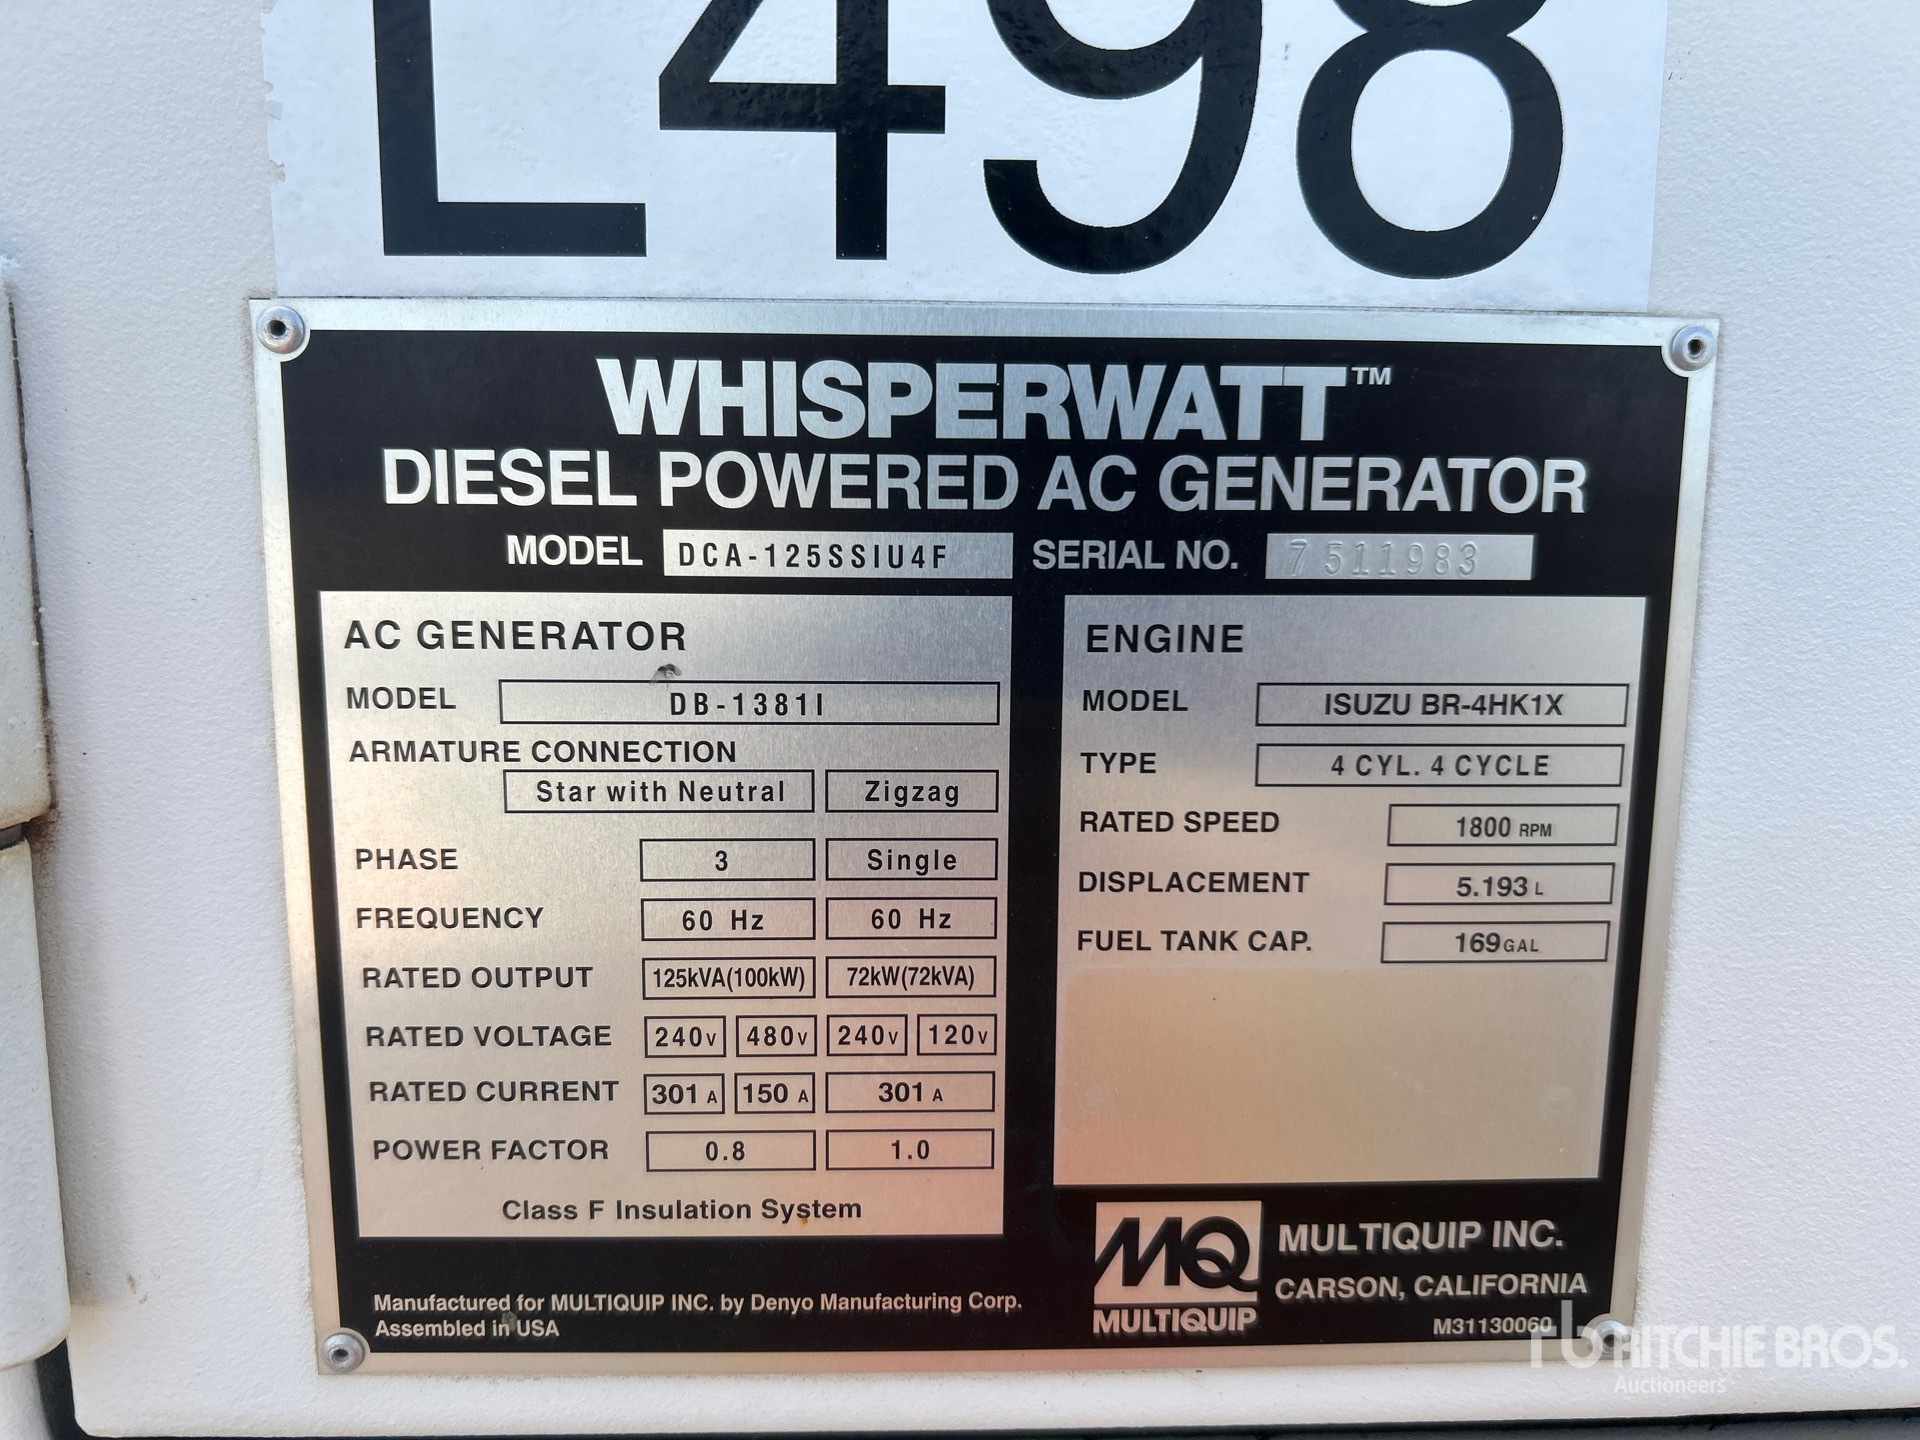 L498
WHISPERWATT™
DIESEL POWERED AC GENERATOR
MODEL DCA-125SSIU4F SERIAL NO. 7511983
AC GENERATOR
MODEL DB-1381I
ARMATURE CONNECTION
Star with Neutral Zigzag
PHASE 3 Single
FREQUENCY 60 Hz 60 Hz
RATED OUTPUT 125kVA(100kW) 72kW(72kVA)
RATED VOLTAGE 240V 480V 240V 120V
RATED CURRENT 301 A 150 A 301 A
POWER FACTOR 0.8 1.0
Class F Insulation System
ENGINE
MODEL ISUZU BR-4HK1X
TYPE 4 CYL. 4 CYCLE
RATED SPEED 1800 RPM
DISPLACEMENT 5.193 L
FUEL TANK CAP. 169GAL
Manufactured for MULTIQUIP INC. by Denyo Manufacturing Corp.
Assembled in USA
MQ
MULTIQUIP
MULTIQUIP INC.
CARSON, CALIFORNIA
M31130060
rb RITCHIE BROS.
Auctioneers